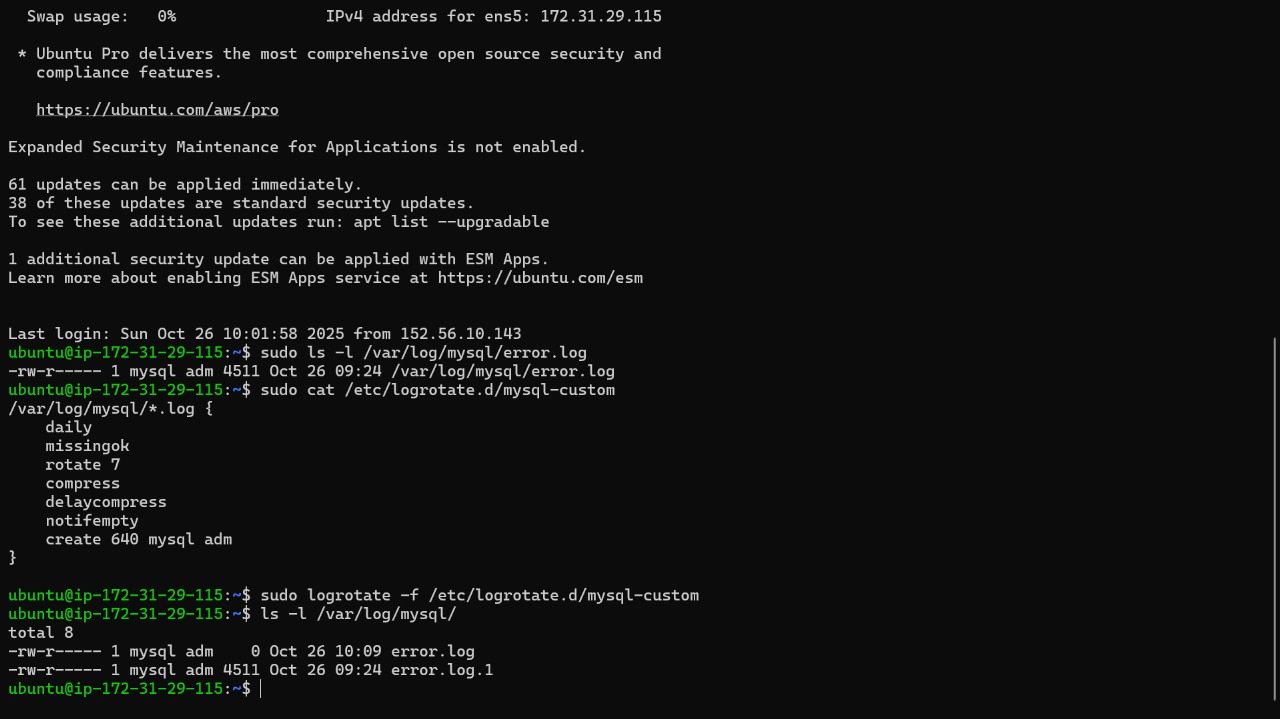 Swap usage:   0%                IPv4 address for ens5: 172.31.29.115
* Ubuntu Pro delivers the most comprehensive open source security and
compliance features.
https://ubuntu.com/aws/pro
Expanded Security Maintenance for Applications is not enabled.
61 updates can be applied immediately.
38 of these updates are standard security updates.
To see these additional updates run: apt list --upgradable
1 additional security update can be applied with ESM Apps.
Learn more about enabling ESM Apps service at https://ubuntu.com/esm
Last login: Sun Oct 26 10:01:58 2025 from 152.56.10.143
ubuntu@ip-172-31-29-115:~$ sudo ls -l /var/log/mysql/error.log
-rw-r----- 1 mysql adm 4511 Oct 26 09:24 /var/log/mysql/error.log
ubuntu@ip-172-31-29-115:~$ sudo cat /etc/logrotate.d/mysql-custom
/var/log/mysql/*.log {
    daily
    missingok
    rotate 7
    compress
    delaycompress
    notifempty
    create 640 mysql adm
}
ubuntu@ip-172-31-29-115:~$ sudo logrotate -f /etc/logrotate.d/mysql-custom
ubuntu@ip-172-31-29-115:~$ ls -l /var/log/mysql/
total 8
-rw-r----- 1 mysql adm    0 Oct 26 10:09 error.log
-rw-r----- 1 mysql adm 4511 Oct 26 09:24 error.log.1
ubuntu@ip-172-31-29-115:~$